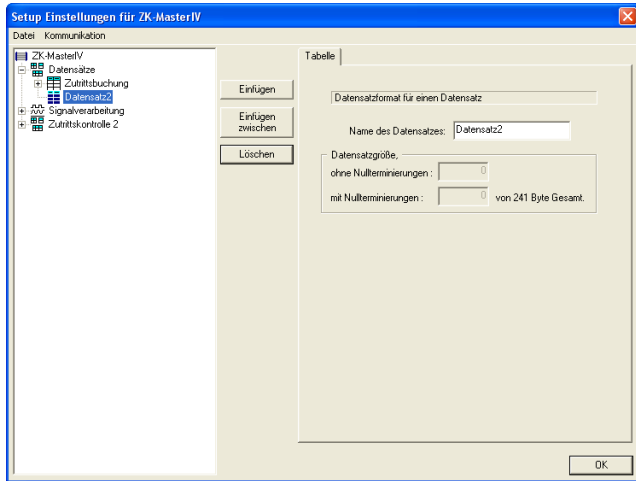 Setup Einstellungen für ZK-MasterIV
Datei Kommunikation
ZK-MasterIV
Datensätze
Zutrittsbuchung
Datensatz2
Signalverarbeitung
Zutrittskontrolle 2
Einfügen
Einfügen
zwischen
Löschen
Tabelle
Datensatzformat für einen Datensatz
Name des Datensatzes: Datensatz2
Datensatzgröße,
ohne Nullterminierungen : 0
mit Nullterminierungen : 0 von 241 Byte Gesamt.
OK